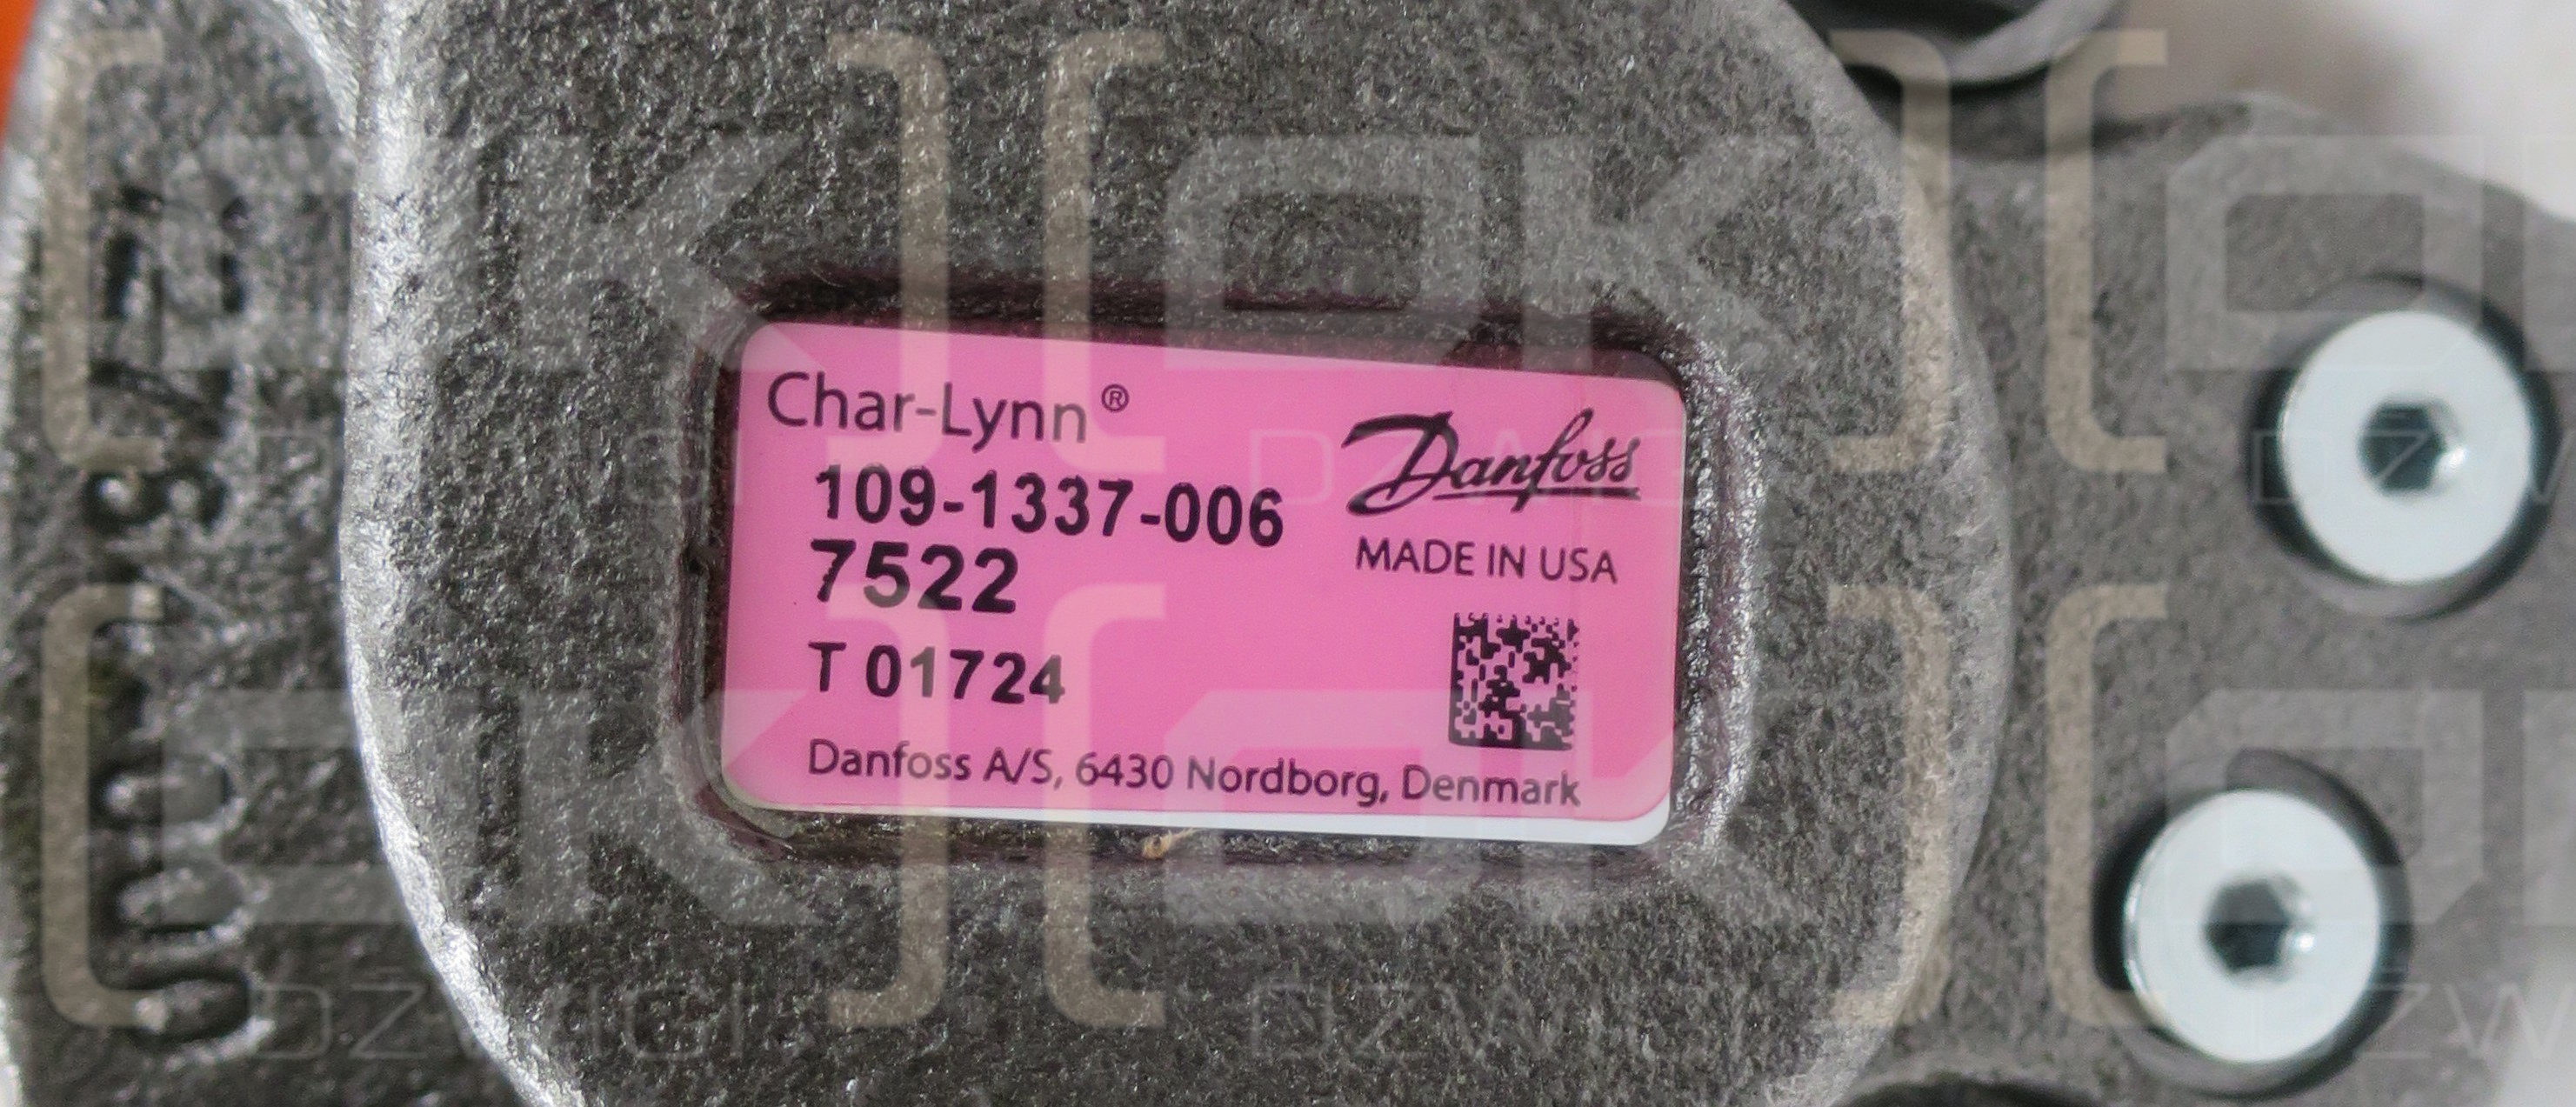 Char-Lynn®
Danfoss
109-1337-006
MADE IN USA
7522
T 01724
Danfoss A/S, 6430 Nordborg, Denmark